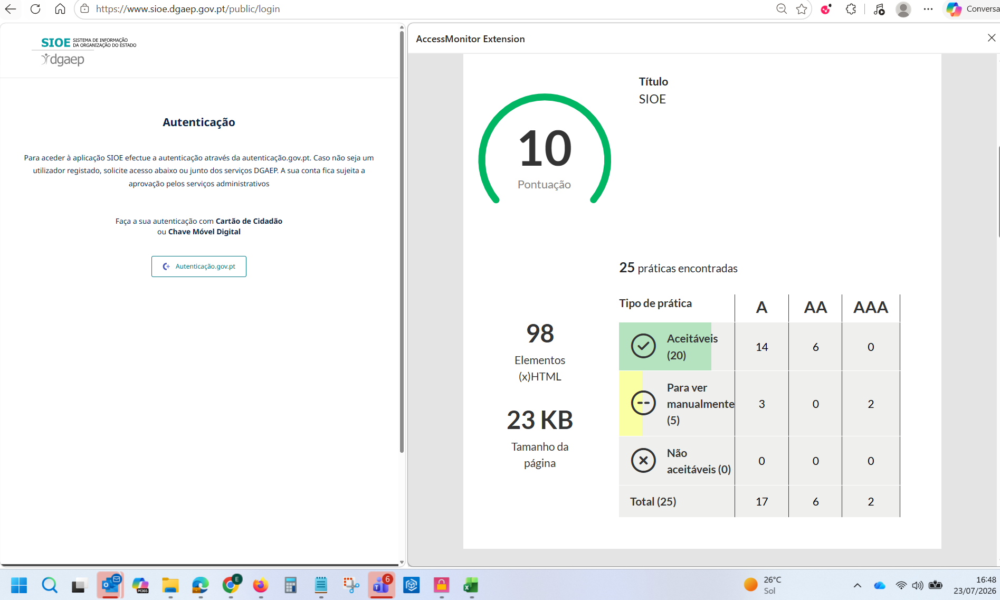 https://www.sioe.dgaep.gov.pt/public/login
Conversa
SIOE SISTEMA DE INFORMAÇÃO
DA ORGANIZAÇÃO DO ESTADO
dgaep
Autenticação
Para aceder à aplicação SIOE efectue a autenticação através da autenticação.gov.pt. Caso não seja um
utilizador registado, solicite acesso abaixo ou junto dos serviços DGAEP. A sua conta fica sujeita a
aprovação pelos serviços administrativos
Faça a sua autenticação com Cartão de Cidadão
ou Chave Móvel Digital
Autenticação.gov.pt
AccessMonitor Extension
Título
SIOE
10
Pontuação
25 práticas encontradas
98
Elementos
(x)HTML
23 KB
Tamanho da
página
Tipo de prática A AA AAA
Aceitáveis
(20) 14 6 0
Para ver
manualmente
(5) 3 0 2
Não
aceitáveis (0) 0 0 0
Total (25) 17 6 2
M365
E
6
26°C
Sol
16:48
23/07/2026